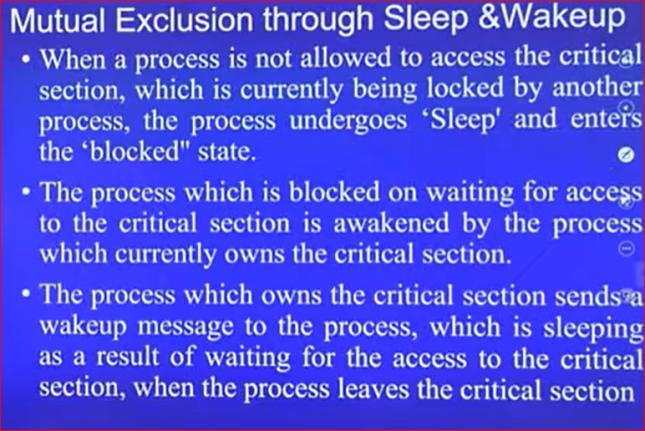 Mutual Exclusion through Sleep &Wakeup
• When a process is not allowed to access the critical
section, which is currently being locked by another
process, the process undergoes ‘Sleep' and enters
the ‘blocked" state.
• The process which is blocked on waiting for access
to the critical section is awakened by the process
which currently owns the critical section.
• The process which owns the critical section sends a
wakeup message to the process, which is sleeping
as a result of waiting for the access to the critical
section, when the process leaves the critical section